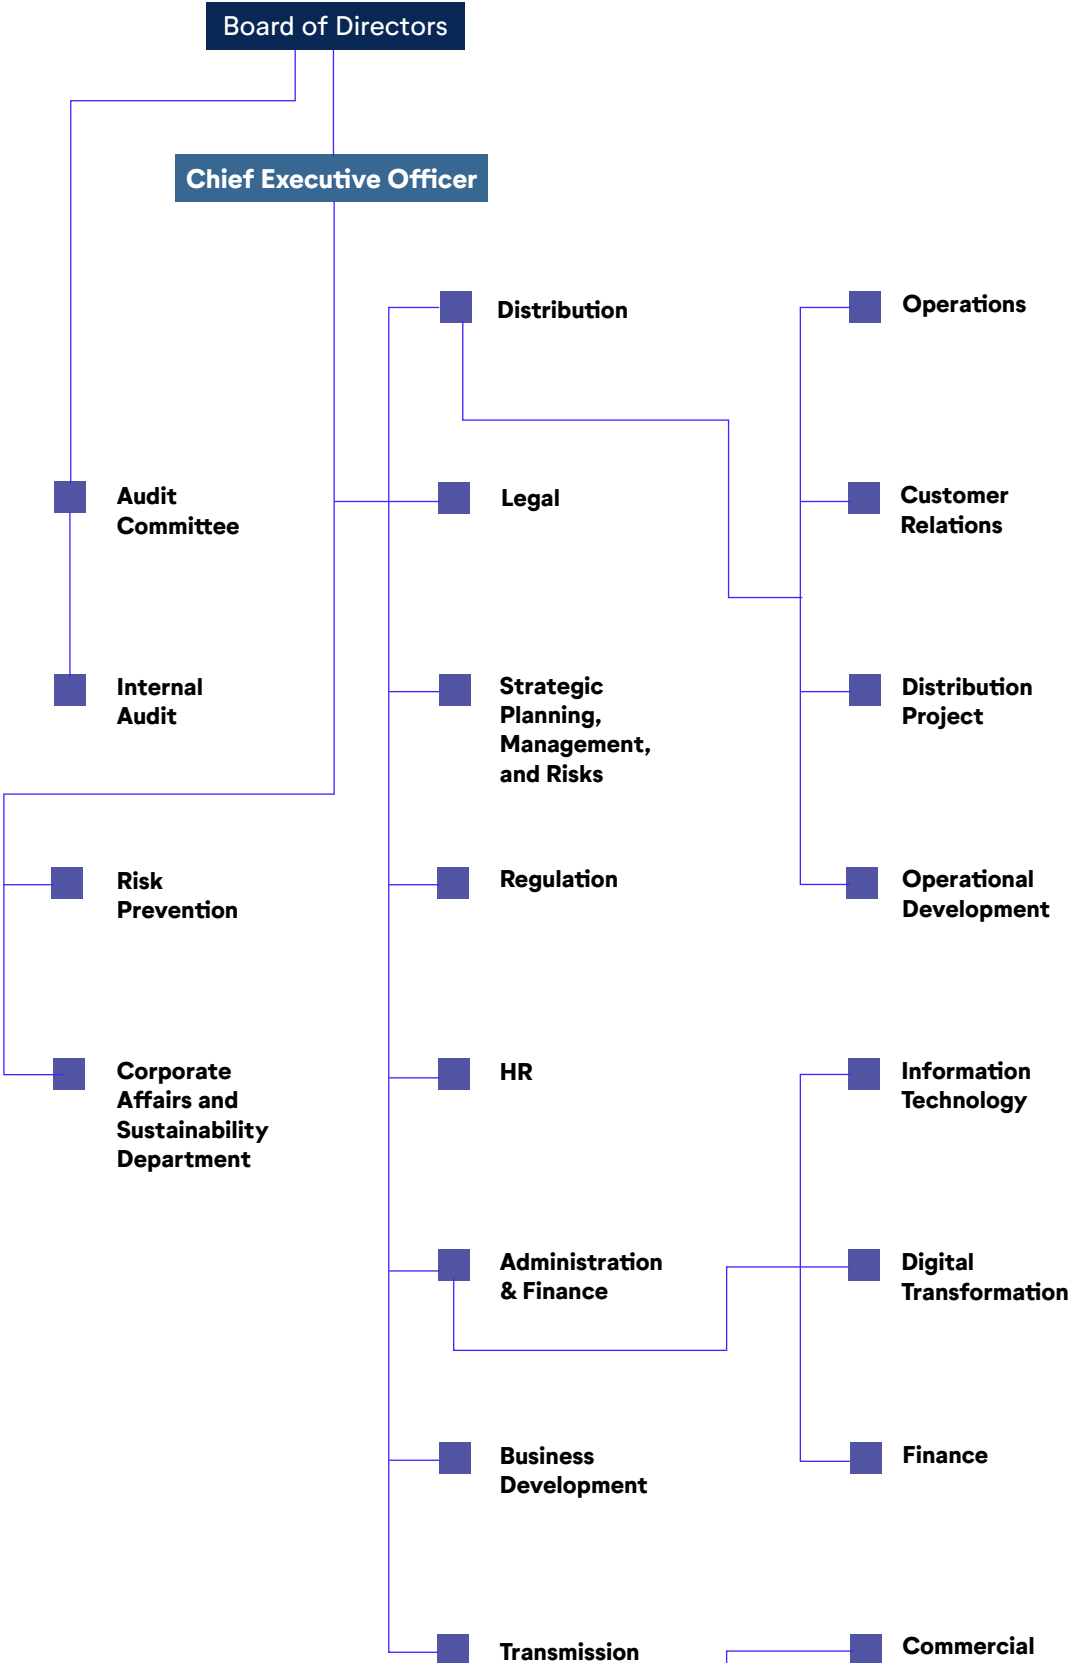 Board of Directors
Chief Executive Officer
Distribution
Operations
Audit
Committee
Legal
Customer
Relations
Internal
Audit
Strategic
Planning,
Management,
and Risks
Distribution
Project
Risk
Prevention
Regulation
Operational
Development
Corporate
Affairs and
Sustainability
Department
HR
Information
Technology
Administration
& Finance
Digital
Transformation
Business
Development
Finance
Transmission
Commercial